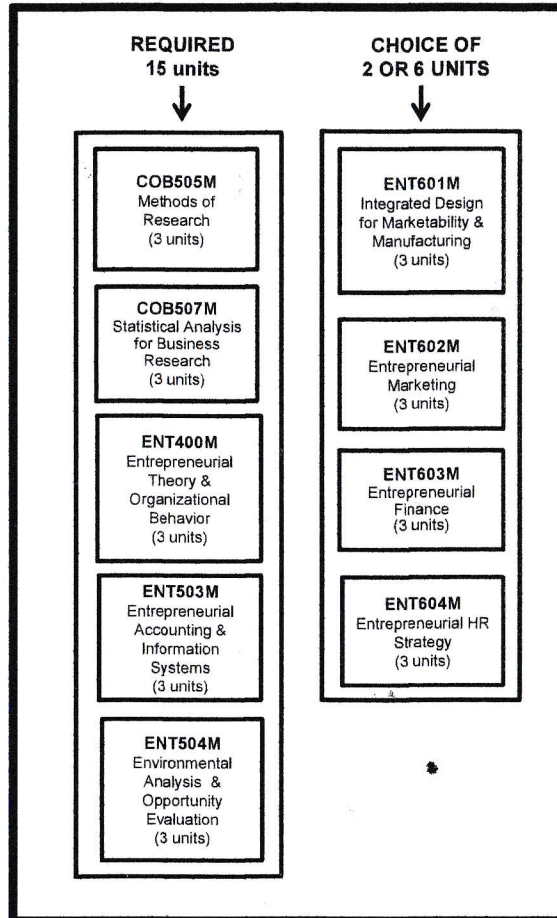 REQUIRED
15 units
COB505M
Methods of
Research
(3 units)
COB507M
Statistical Analysis
for Business
Research
(3 units)
ENT400M
Entrepreneurial
Theory &
Organizational
Behavior
(3 units)
ENT503M
Entrepreneurial
Accounting &
Information
Systems
(3 units)
ENT504M
Environmental
Analysis &
Opportunity
Evaluation
(3 units)
CHOICE OF
2 OR 6 UNITS
ENT601M
Integrated Design
for Marketability &
Manufacturing
(3 units)
ENT602M
Entrepreneurial
Marketing
(3 units)
ENT603M
Entrepreneurial
Finance
(3 units)
ENT604M
Entrepreneurial HR
Strategy
(3 units)